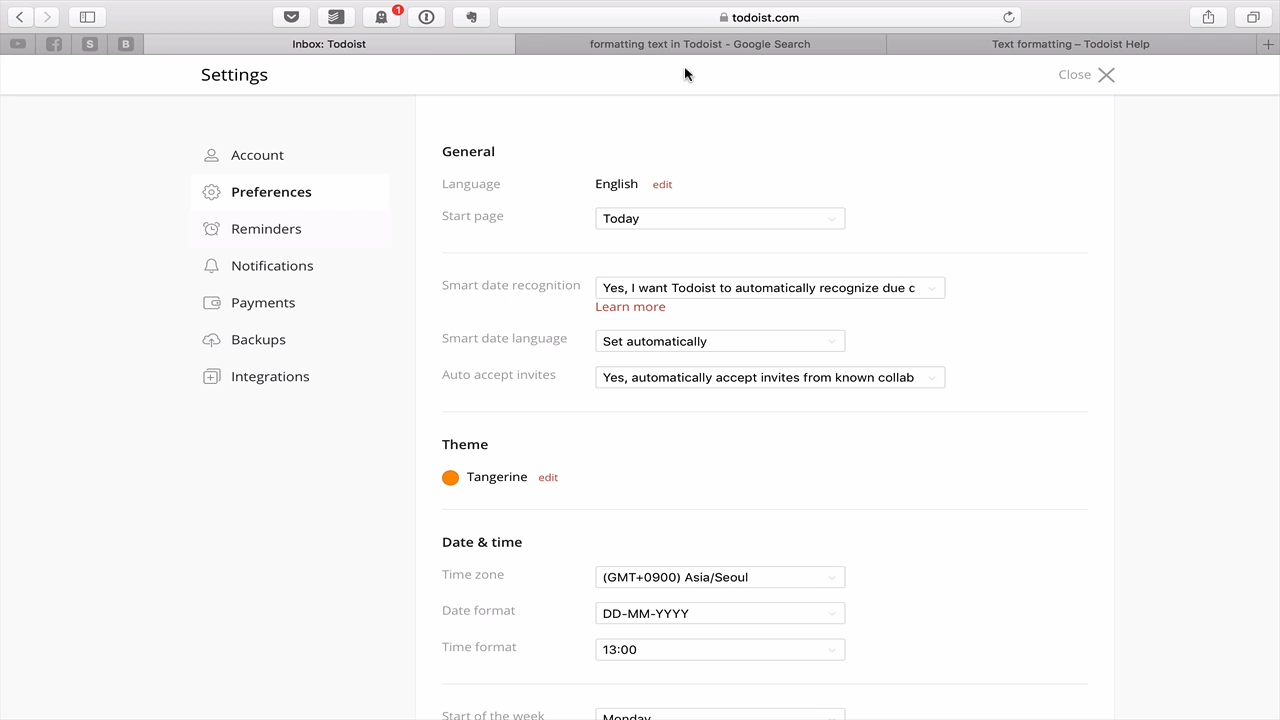 1
todoist.com
S
B
Inbox: Todoist
formatting text in Todoist - Google Search
Text formatting – Todoist Help
Settings
Close
Account
Preferences
Reminders
Notifications
Payments
Backups
Integrations
General
Language English edit
Start page Today
Smart date recognition Yes, I want Todoist to automatically recognize due c
Learn more
Smart date language Set automatically
Auto accept invites Yes, automatically accept invites from known collab
Theme
Tangerine edit
Date & time
Time zone (GMT+0900) Asia/Seoul
Date format DD-MM-YYYY
Time format 13:00
Start of the week Monday